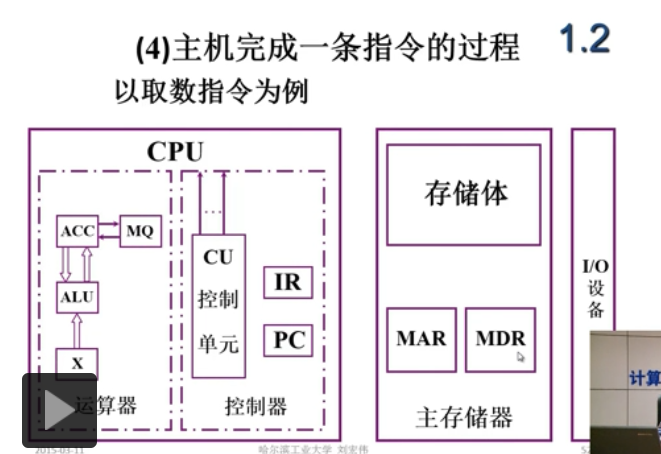 (4)主机完成一条指令的过程
1.2
以取数指令为例
CPU
ACC
MQ
ALU
X
运算器
...
CU
控制
单元
IR
PC
控制器
存储体
MAR
MDR
主存储器
I/O
设
备
计算
2015-03-11
哈尔滨工业大学 刘宏伟